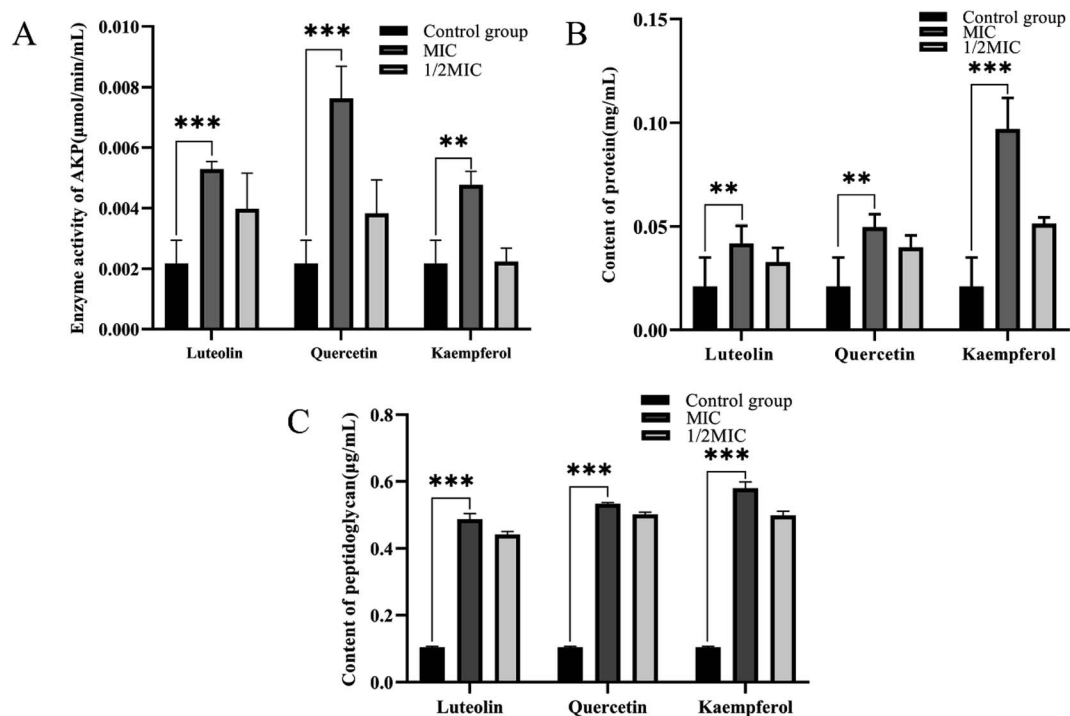 A
Enzyme activity of AKP(μmol/min/mL)
0.010
0.008
0.006
0.004
0.002
0.000
Control group
MIC
1/2MIC
***
***
**
Luteolin
Quercetin
Kaempferol
B
Content of protein(mg/mL)
0.15
0.10
0.05
0.00
Control group
MIC
1/2MIC
**
**
***
Luteolin
Quercetin
Kaempferol
C
Content of peptidoglycan(μg/mL)
0.8
0.6
0.4
0.2
0.0
Control group
MIC
1/2MIC
***
***
***
Luteolin
Quercetin
Kaempferol